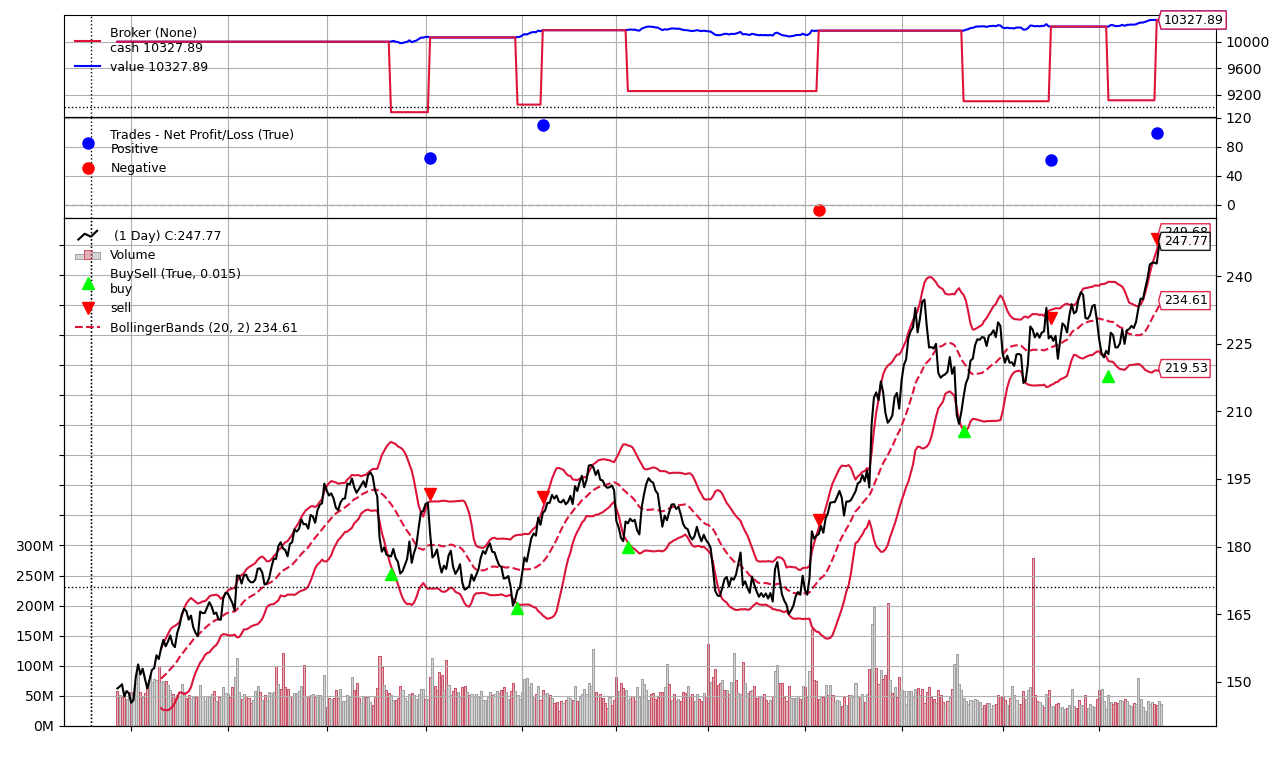 Broker (None)
cash 10327.89
value 10327.89
10327.89
10000
9600
9200
Trades - Net Profit/Loss (True)
Positive
Negative
120
80
40
0
(1 Day) C:247.77
Volume
BuySell (True, 0.015)
buy
sell
BollingerBands (20, 2) 234.61
249.68
247.77
234.61
219.53
240
225
210
195
180
165
150
300M
250M
200M
150M
100M
50M
0M